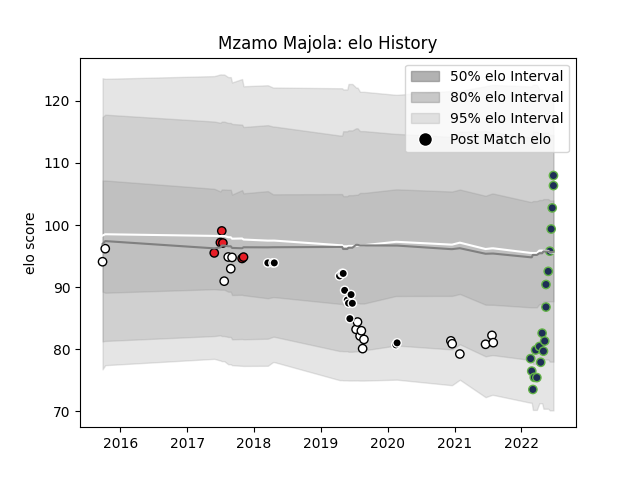 Mzamo Majola: elo History
50% elo Interval
80% elo Interval
95% elo Interval
Post Match elo
elo score
120
110
100
90
80
70
2016 2017 2018 2019 2020 2021 2022